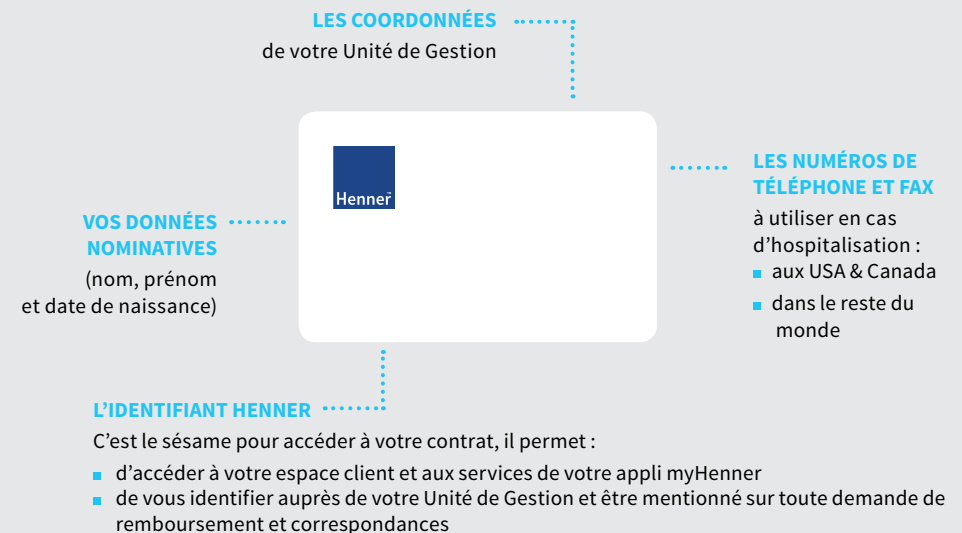 LES COORDONNÉES
de votre Unité de Gestion
Henner
VOS DONNÉES
NOMINATIVES
(nom, prénom
et date de naissance)
LES NUMÉROS DE
TÉLÉPHONE ET FAX
à utiliser en cas
d’hospitalisation :
aux USA & Canada
dans le reste du
monde
L’IDENTIFIANT HENNER
C’est le sésame pour accéder à votre contrat, il permet :
d’accéder à votre espace client et aux services de votre appli myHenner
de vous identifier auprès de votre Unité de Gestion et être mentionné sur toute demande de
remboursement et correspondances